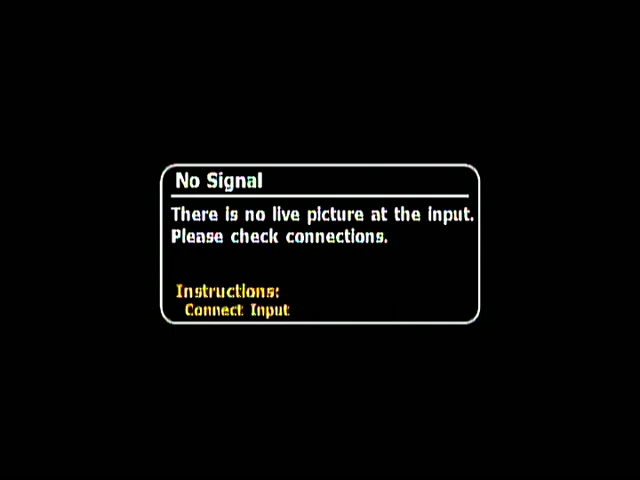 No Signal
There is no live picture at the input.
Please check connections.
Instructions:
Connect Input